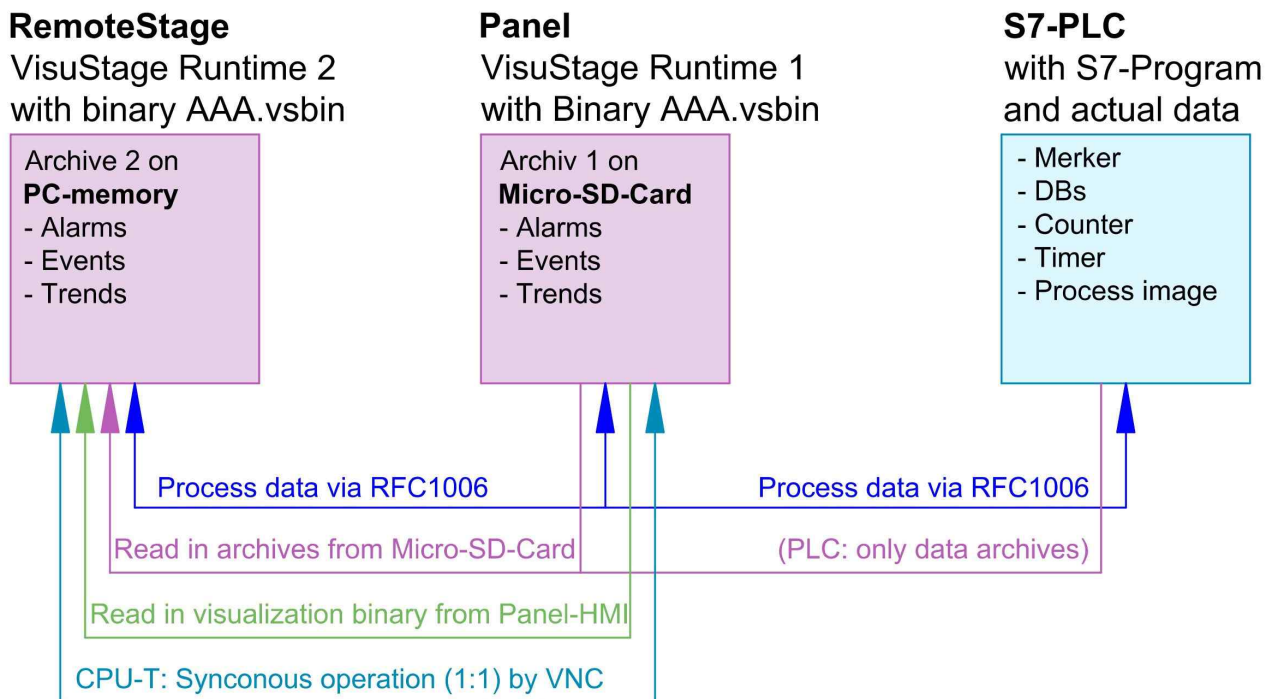 RemoteStage
VisuStage Runtime 2
with binary AAA.vsbin
Archive 2 on
PC-memory
- Alarms
- Events
- Trends
Panel
VisuStage Runtime 1
with Binary AAA.vsbin
Archiv 1 on
Micro-SD-Card
- Alarms
- Events
- Trends
S7-PLC
with S7-Program
and actual data
- Merker
- DBs
- Counter
- Timer
- Process image
Process data via RFC1006
Process data via RFC1006
Read in archives from Micro-SD-Card
(PLC: only data archives)
Read in visualization binary from Panel-HMI
CPU-T: Synconous operation (1:1) by VNC